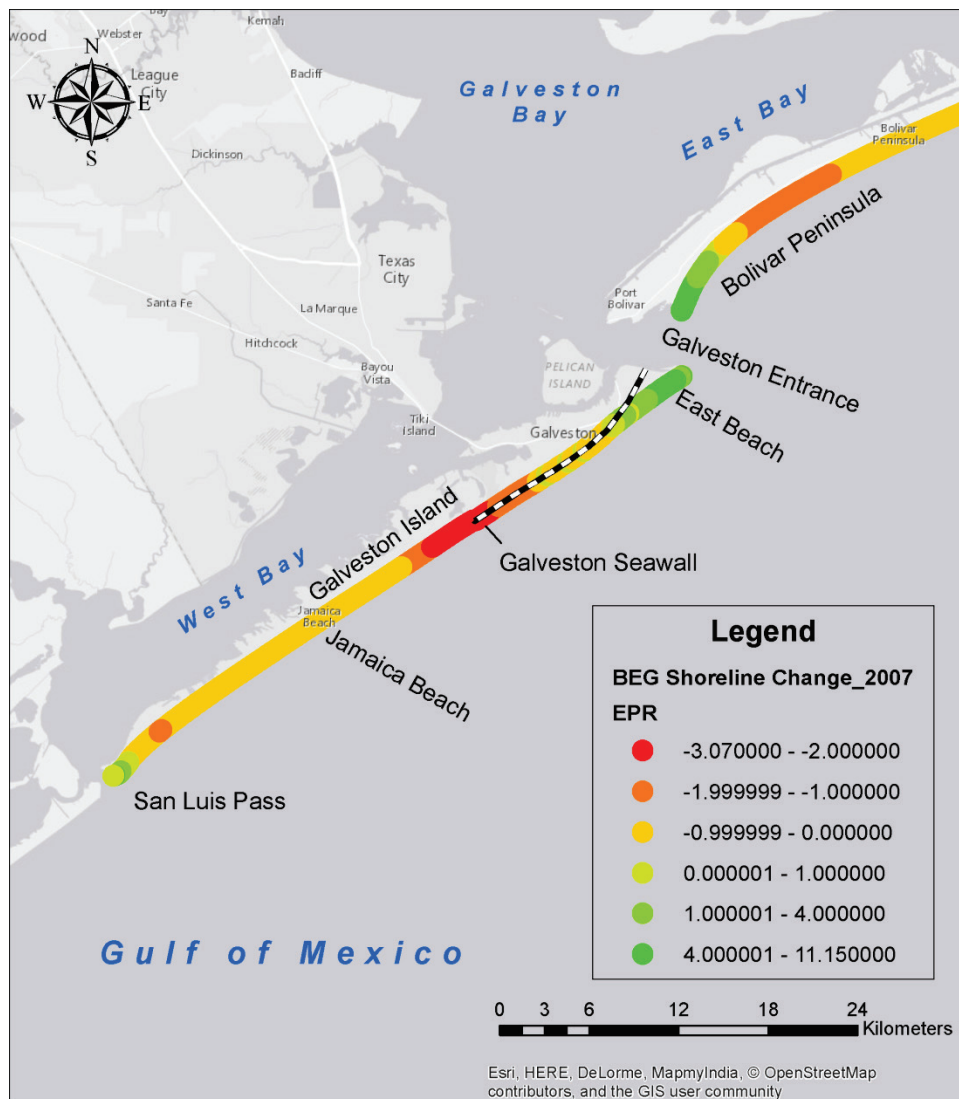 wood
Webster
Bay
Kemah
N
W
E
S
League
City
Bacliff
Galveston
Bay
East Bay
Bolivar
Peninsula
Dickinson
Bolivar Peninsula
Texas
City
Santa Fe
La Marque
Port
Bolivar
Hitchcock
Galveston Entrance
Bayou
Vista
PELICAN
ISLAND
East Beach
Tiki
Island
Galveston
Galveston Island
Galveston Seawall
West Bay
Jamaica
Beach
Jamaica Beach
San Luis Pass
Gulf of Mexico
Legend
BEG Shoreline Change_2007
EPR
-3.070000 - -2.000000
-1.999999 - -1.000000
-0.999999 - 0.000000
0.000001 - 1.000000
1.000001 - 4.000000
4.000001 - 11.150000
0 3 6 12 18 24
Kilometers
Esri, HERE, DeLorme, MapmyIndia, © OpenStreetMap
contributors, and the GIS user community